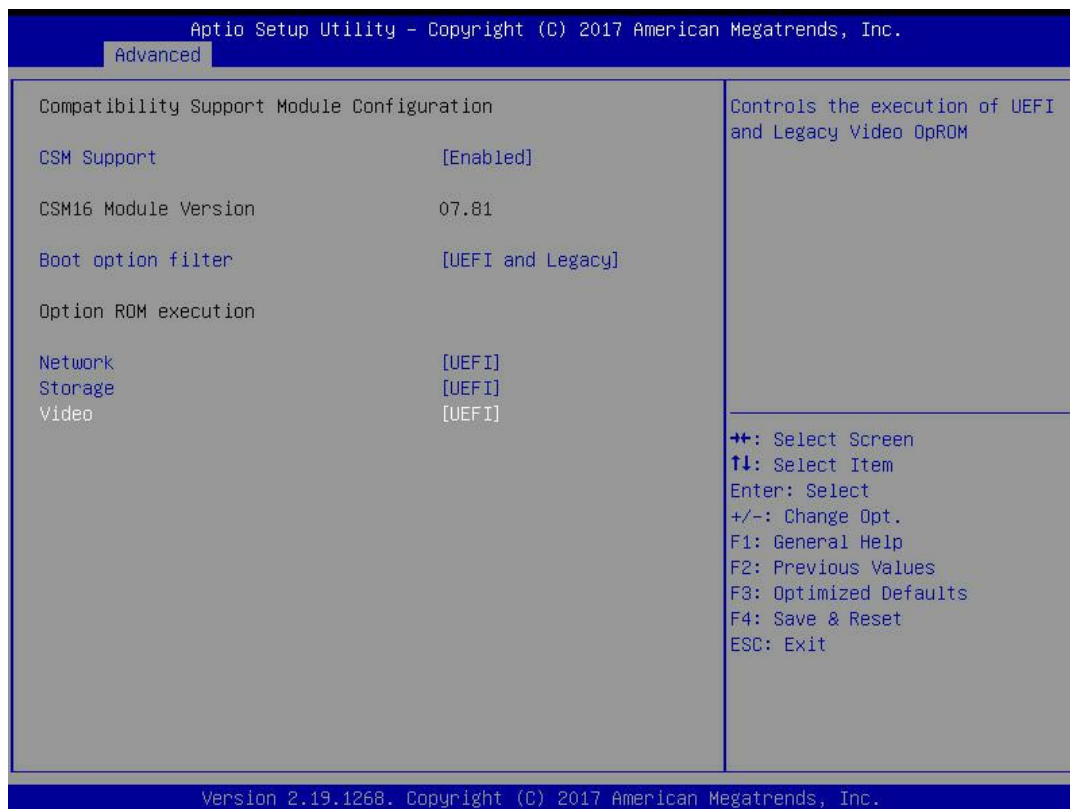 Aptio Setup Utility – Copyright (C) 2017 American Megatrends, Inc.
Advanced
Compatibility Support Module Configuration
CSM Support [Enabled]
CSM16 Module Version 07.81
Boot option filter [UEFI and Legacy]
Option ROM execution
Network [UEFI]
Storage [UEFI]
Video [UEFI]
Controls the execution of UEFI
and Legacy Video OpROM
→←: Select Screen
↑↓: Select Item
Enter: Select
+/-: Change Opt.
F1: General Help
F2: Previous Values
F3: Optimized Defaults
F4: Save & Reset
ESC: Exit
Version 2.19.1268. Copyright (C) 2017 American Megatrends, Inc.